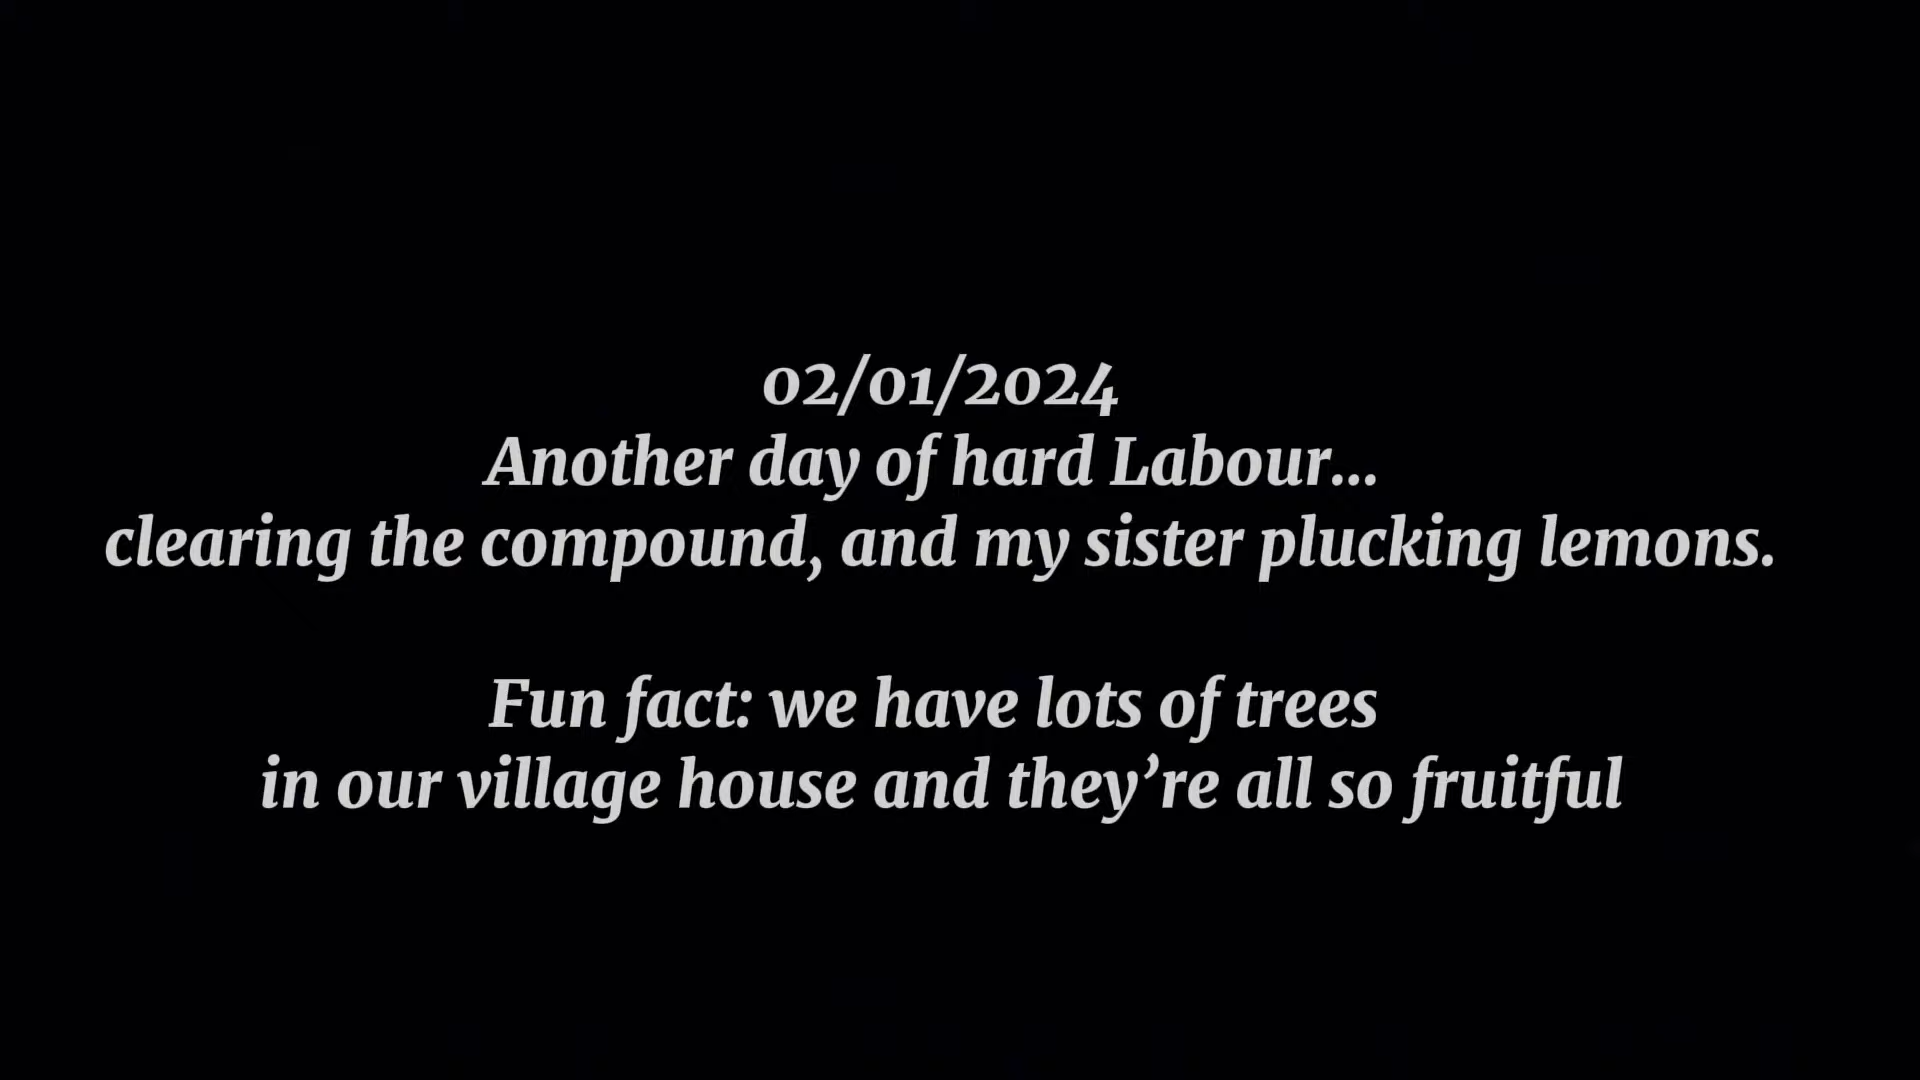 02/01/2024
Another day of hard Labour...
clearing the compound, and my sister plucking lemons.
Fun fact: we have lots of trees
in our village house and they’re all so fruitful